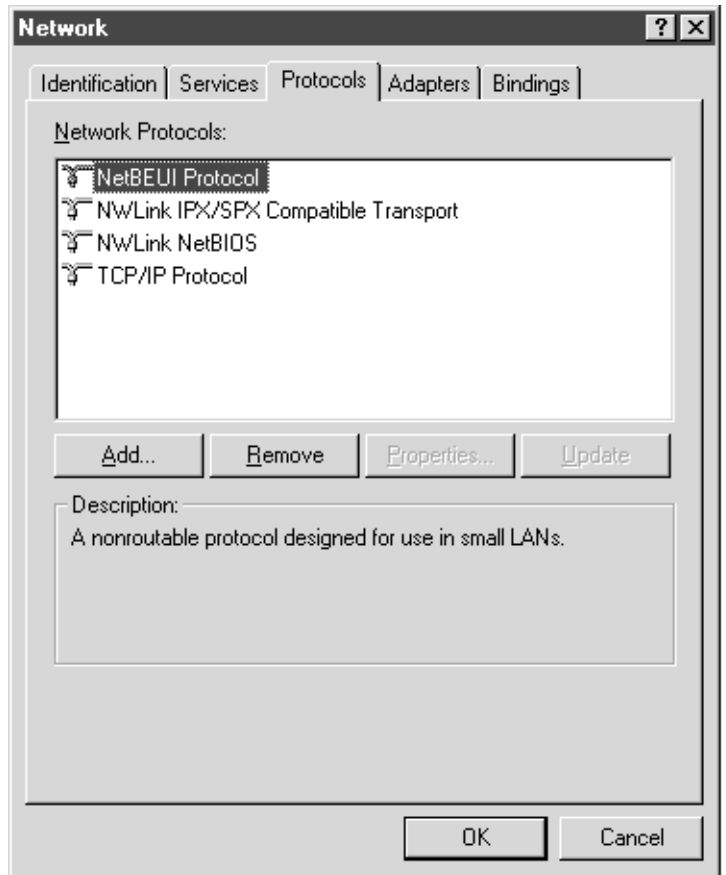 Network
Identification Services Protocols Adapters Bindings
Network Protocols:
NetBEUI Protocol
NWLink IPX/SPX Compatible Transport
NWLink NetBIOS
TCP/IP Protocol
Add... Remove Properties... Update
Description:
A nonroutable protocol designed for use in small LANs.
OK Cancel